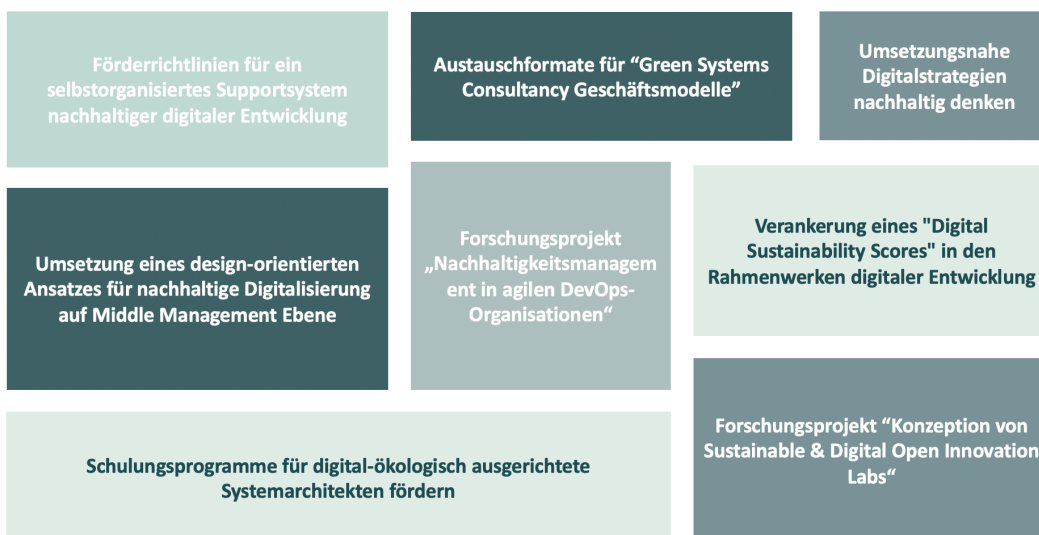 Förderrichtlinien für ein
selbstorganisiertes Supportsystem
nachhaltiger digitaler Entwicklung
Austauschformate für “Green Systems
Consultancy Geschäftsmodelle”
Umsetzungsnahe
Digitalstrategien
nachhaltig denken
Umsetzung eines design-orientierten
Ansatzes für nachhaltige Digitalisierung
auf Middle Management Ebene
Forschungsprojekt
„Nachhaltigkeitsmanagem
ent in agilen DevOps-
Organisationen“
Verankerung eines "Digital
Sustainability Scores" in den
Rahmenwerken digitaler Entwicklung
Schulungsprogramme für digital-ökologisch ausgerichtete
Systemarchitekten fördern
Forschungsprojekt “Konzeption von
Sustainable & Digital Open Innovation
Labs“